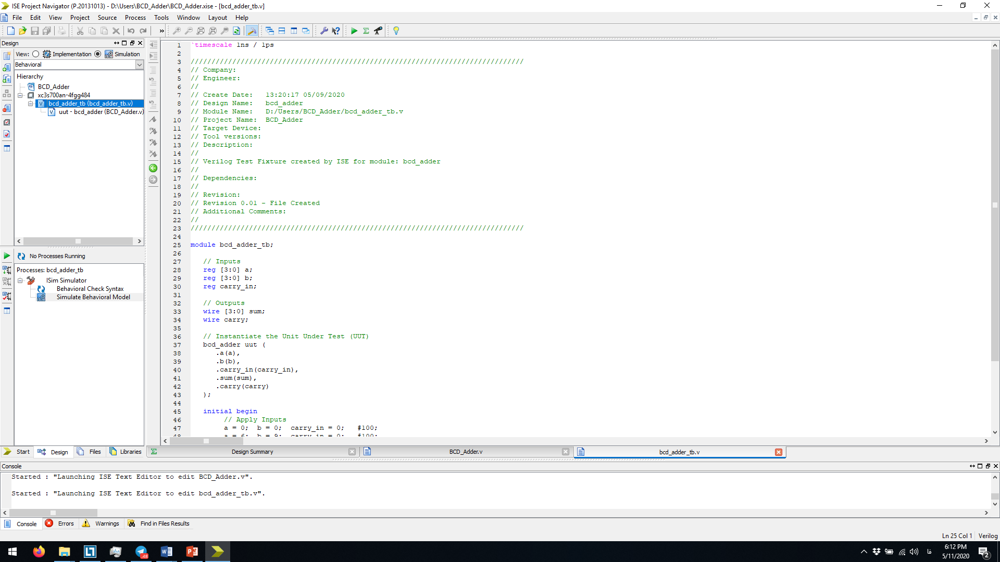 ISE Project Navigator (P.20131013) - D:\Users\BCD_Adder\BCD_Adder.xise - [bcd_adder_tb.v]
File Edit View Project Source Process Tools Window Layout Help
Design
View: Implementation Simulation
Behavioral
Hierarchy
BCD_Adder
xc3s700an-4fgg484
bcd_adder_tb (bcd_adder_tb.v)
uut - bcd_adder (BCD_Adder.v)
No Processes Running
Processes: bcd_adder_tb
ISim Simulator
Behavioral Check Syntax
Simulate Behavioral Model
Start Design Files Libraries
1 `timescale 1ns / 1ps
2
3 ////////////////////////////////////////////////////////////////////////////////
4 // Company:
5 // Engineer:
6 //
7 // Create Date:   13:20:17 05/09/2020
8 // Design Name:   bcd_adder
9 // Module Name:   D:/Users/BCD_Adder/bcd_adder_tb.v
10 // Project Name:  BCD_Adder
11 // Target Device:
12 // Tool versions:
13 // Description:
14 //
15 // Verilog Test Fixture created by ISE for module: bcd_adder
16 //
17 // Dependencies:
18 //
19 // Revision:
20 // Revision 0.01 - File Created
21 // Additional Comments:
22 //
23 ////////////////////////////////////////////////////////////////////////////////
24
25 module bcd_adder_tb;
26
27 // Inputs
28 reg [3:0] a;
29 reg [3:0] b;
30 reg carry_in;
31
32 // Outputs
33 wire [3:0] sum;
34 wire carry;
35
36 // Instantiate the Unit Under Test (UUT)
37 bcd_adder uut (
38 .a(a),
39 .b(b),
40 .carry_in(carry_in),
41 .sum(sum),
42 .carry(carry)
43 );
44
45 initial begin
46 // Apply Inputs
47 a = 0;  b = 0;  carry_in = 0;   #100;
48 a = 6;  b = 9;  carry_in = 0;   #100;
Design Summary BCD_Adder.v bcd_adder_tb.v
Console
Started : "Launching ISE Text Editor to edit BCD_Adder.v".
Started : "Launching ISE Text Editor to edit bcd_adder_tb.v".
Console Errors Warnings Find in Files Results
Ln 25 Col 1 Verilog
48
فا
6:12 PM
5/11/2020
2